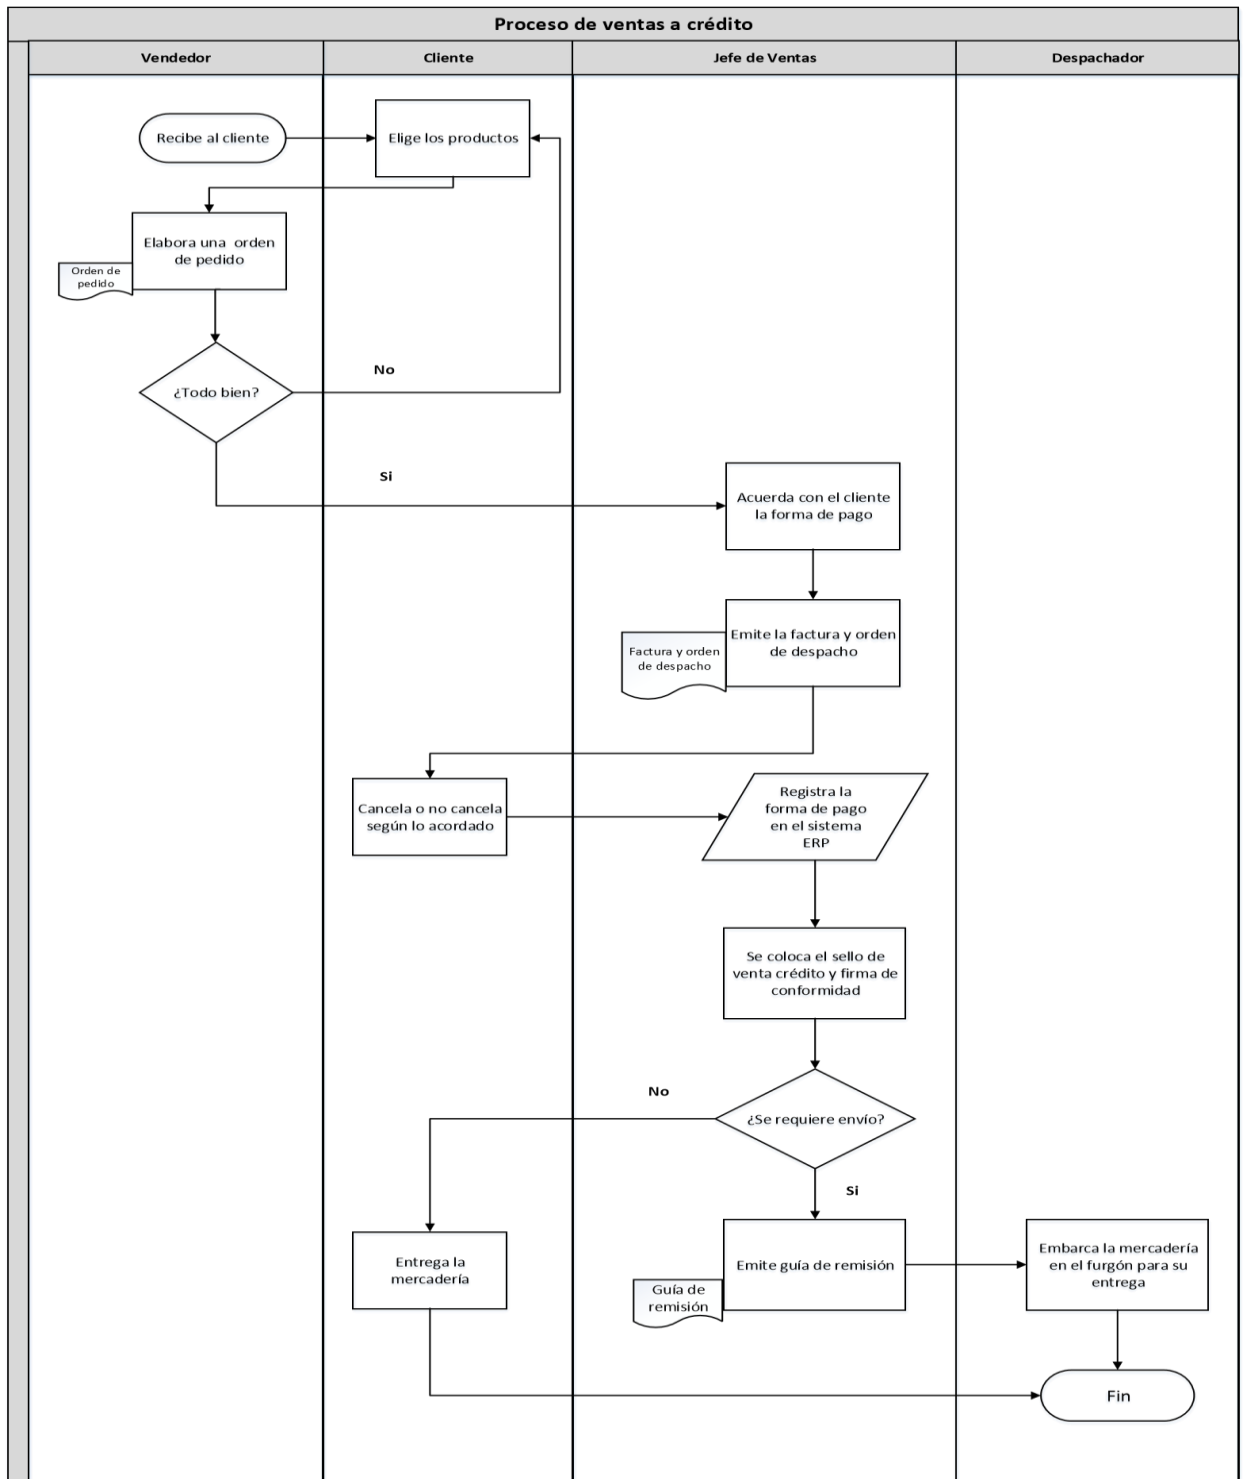 Proceso de ventas a crédito
Vendedor
Cliente
Jefe de Ventas
Despachador
Recibe al cliente
Elige los productos
Elabora una  orden
de pedido
Orden de
pedido
¿Todo bien?
No
Si
Acuerda con el cliente
la forma de pago
Emite la factura y orden
de despacho
Factura y orden
de despacho
Cancela o no cancela
según lo acordado
Registra la
forma de pago
en el sistema
ERP
Se coloca el sello de
venta crédito y firma de
conformidad
¿Se requiere envío?
No
Si
Entrega la
mercadería
Emite guía de remisión
Guía de
remisión
Embarca la mercadería
en el furgón para su
entrega
Fin